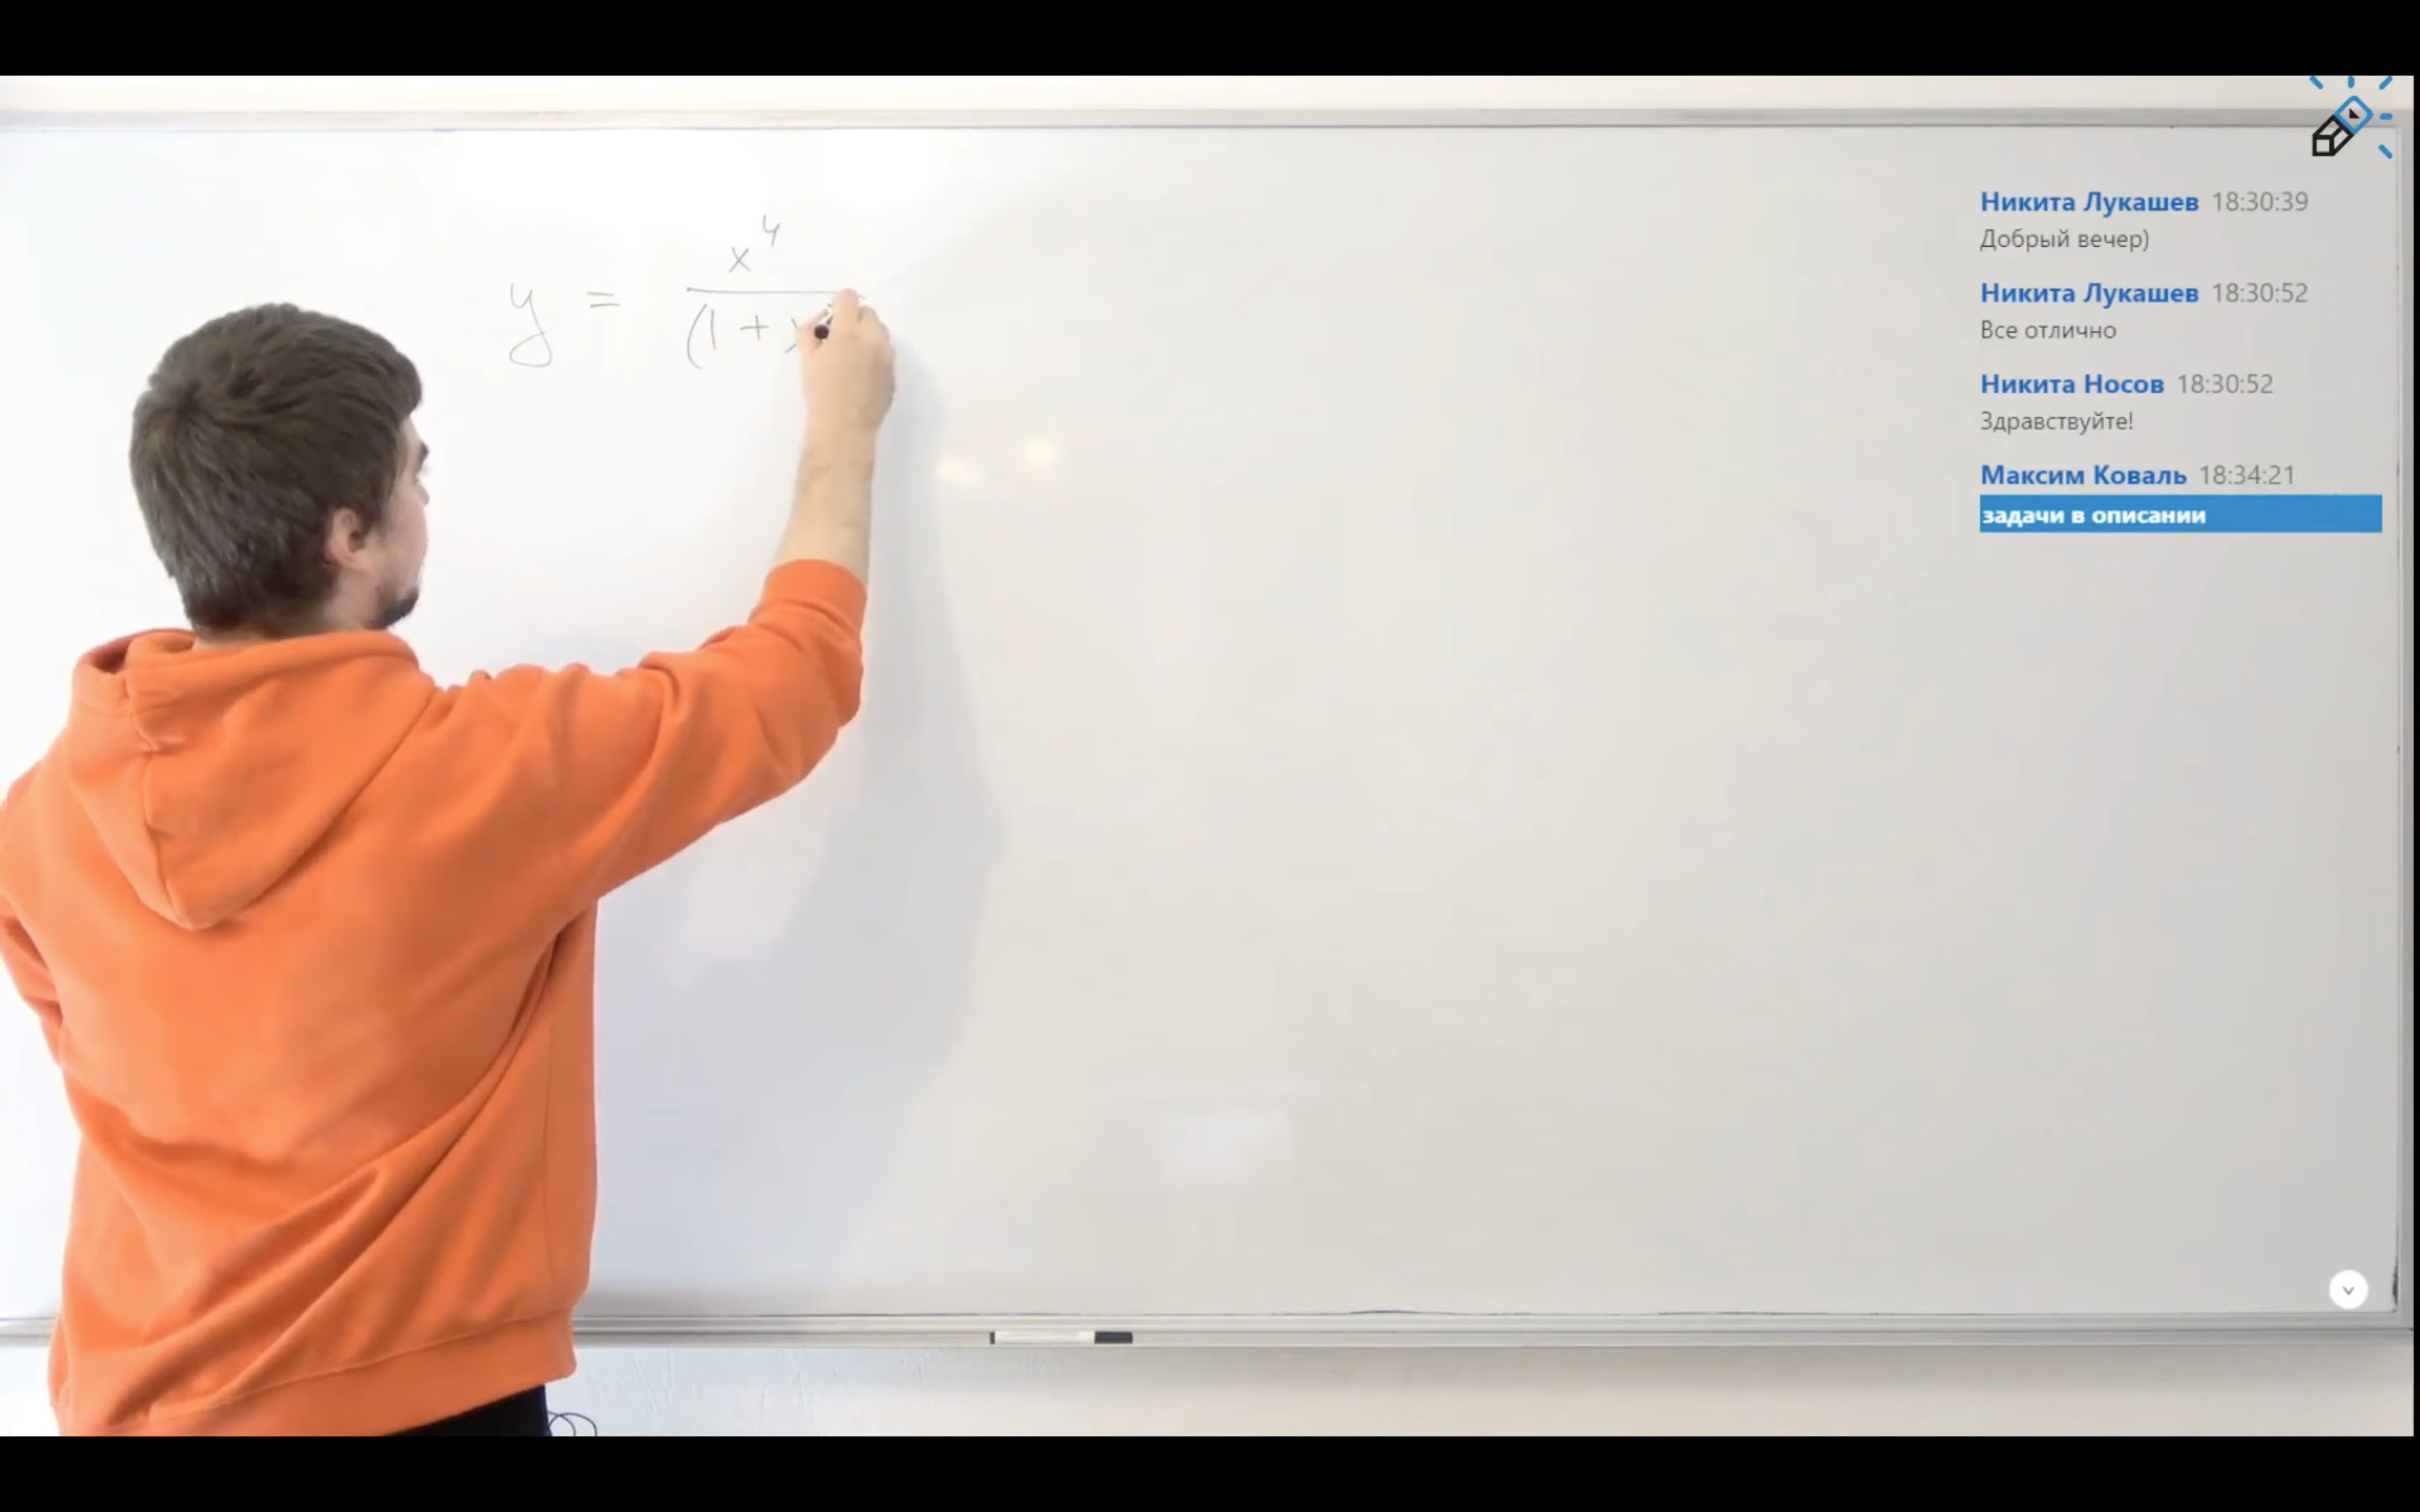 y = x⁴ / (1 + x)
Никита Лукашев 18:30:39
Добрый вечер)
Никита Лукашев 18:30:52
Все отлично
Никита Носов 18:30:52
Здравствуйте!
Максим Коваль 18:34:21
задачи в описании